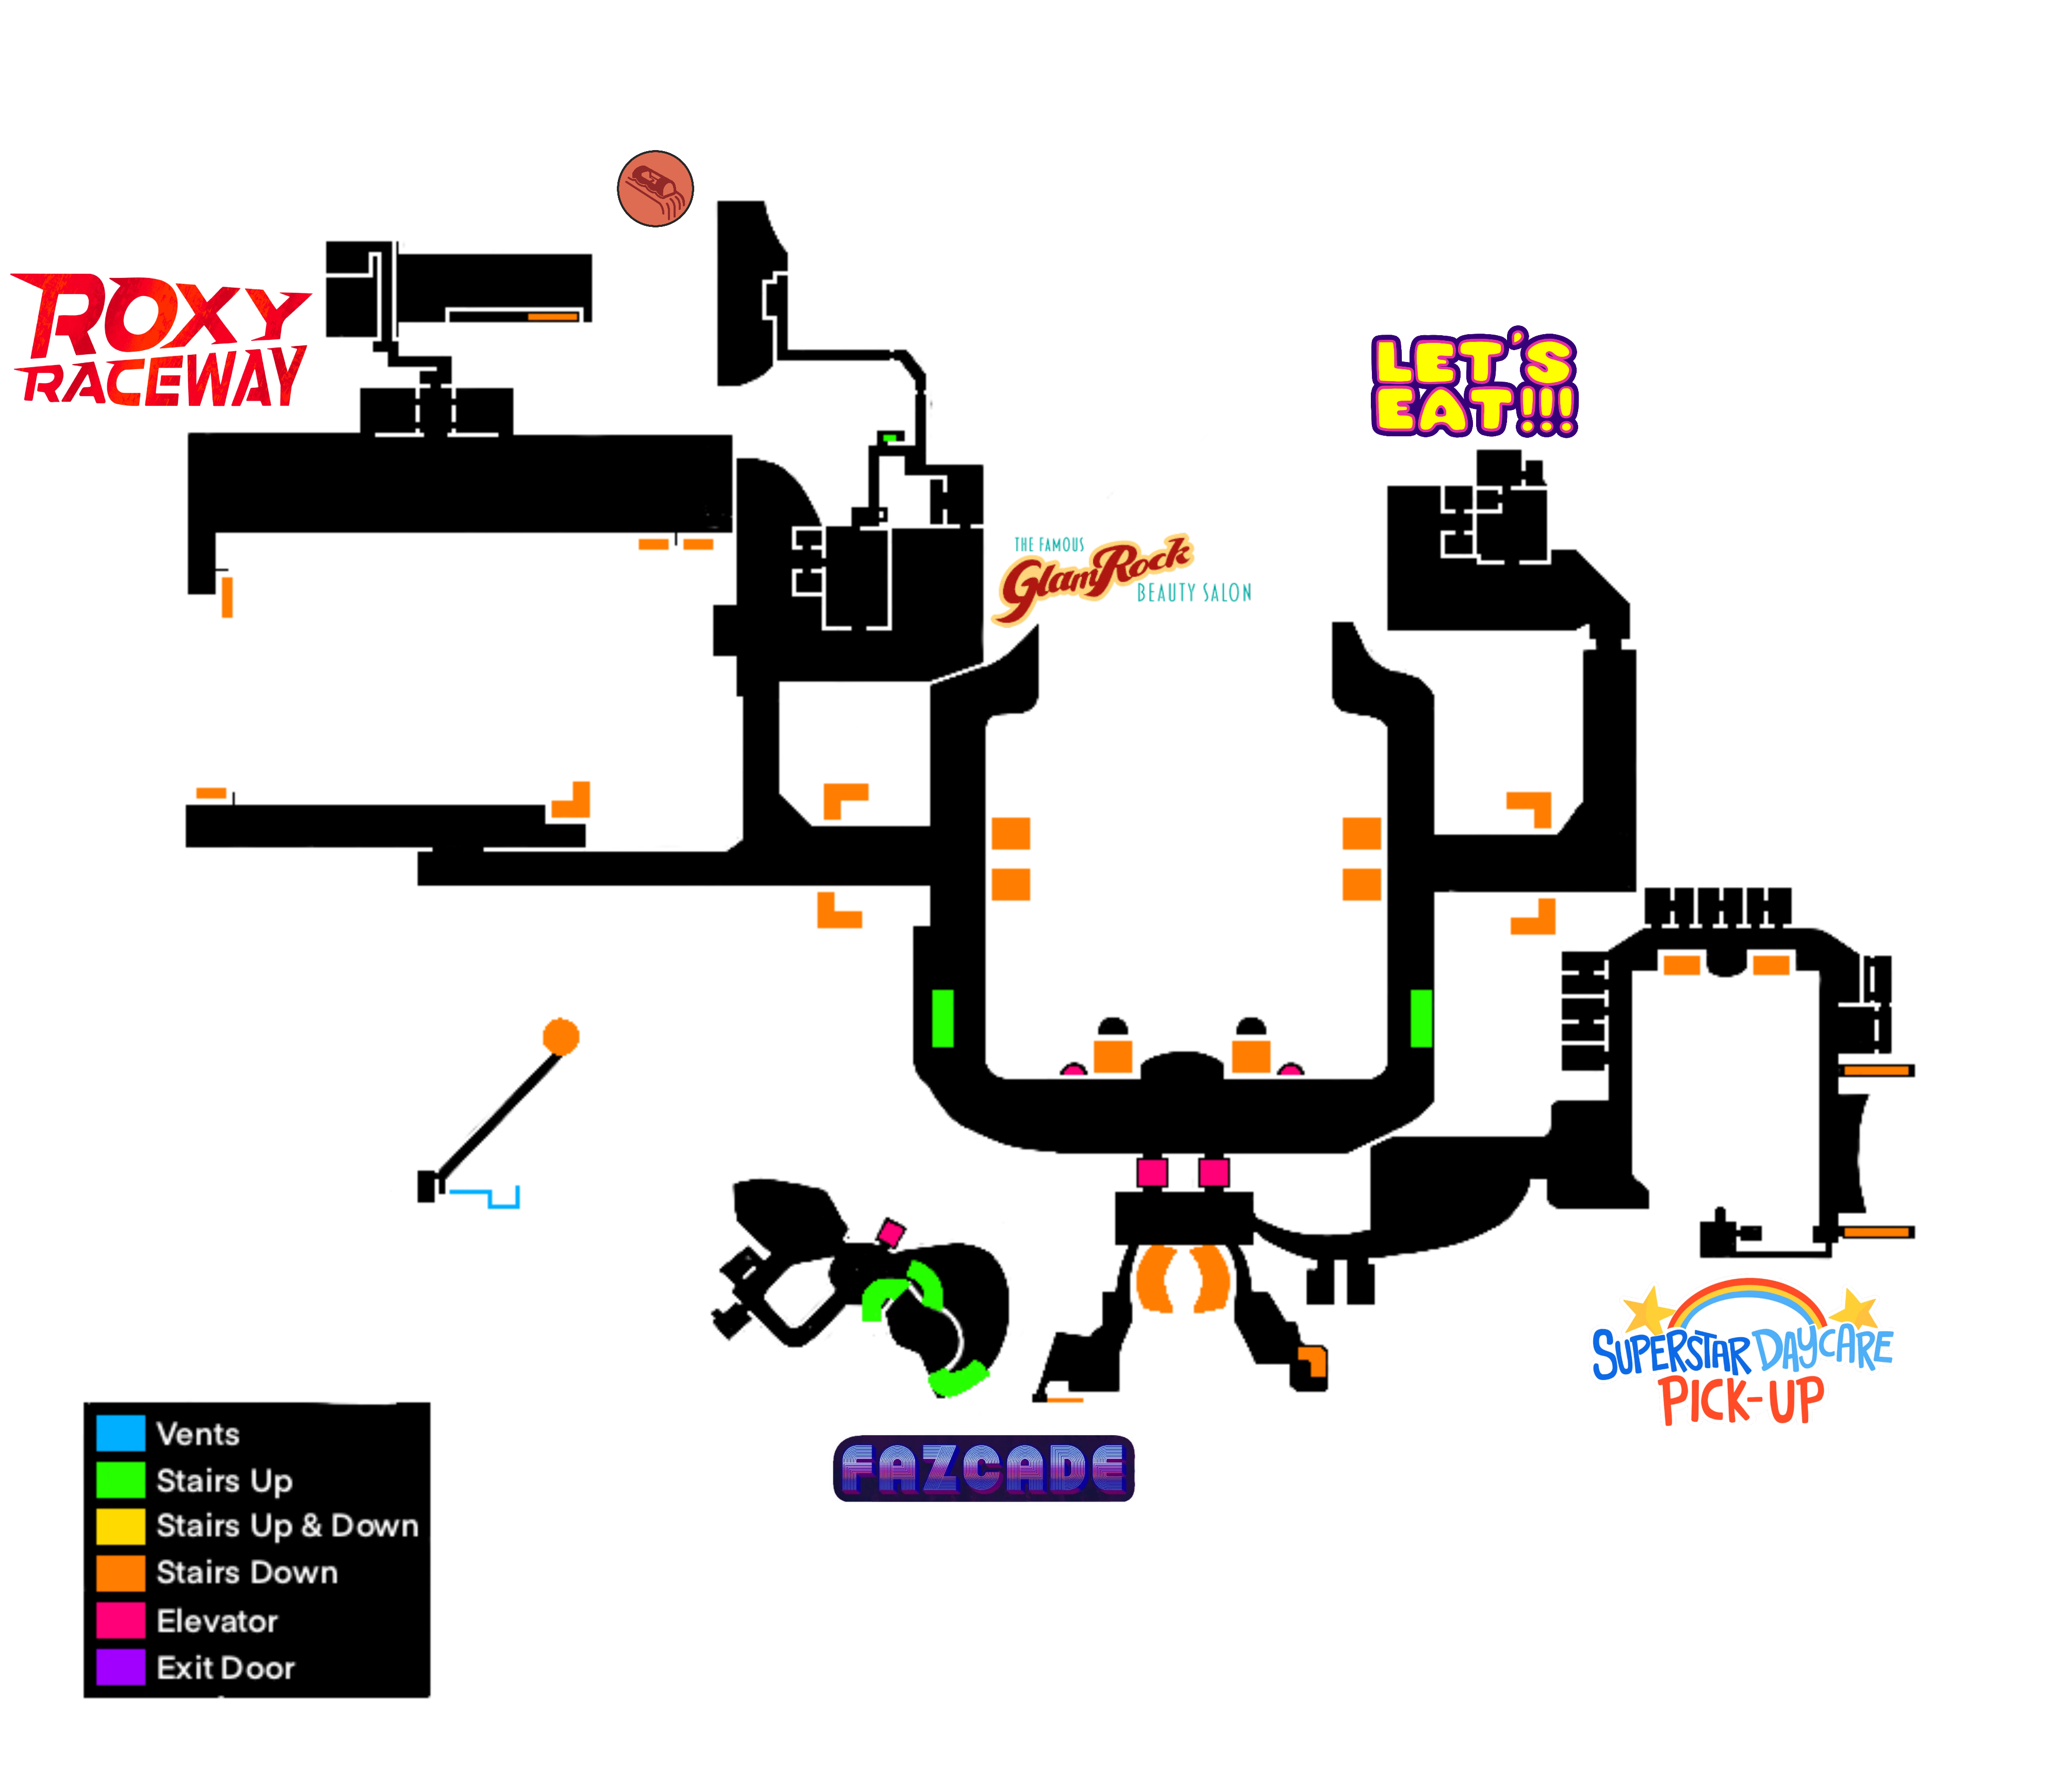 ROXY
RACEWAY
LET'S
EAT!!!
THE FAMOUS
GlamRock
BEAUTY SALON
SUPERSTAR DAYCARE
PICK-UP
FAZCADE
Vents
Stairs Up
Stairs Up & Down
Stairs Down
Elevator
Exit Door